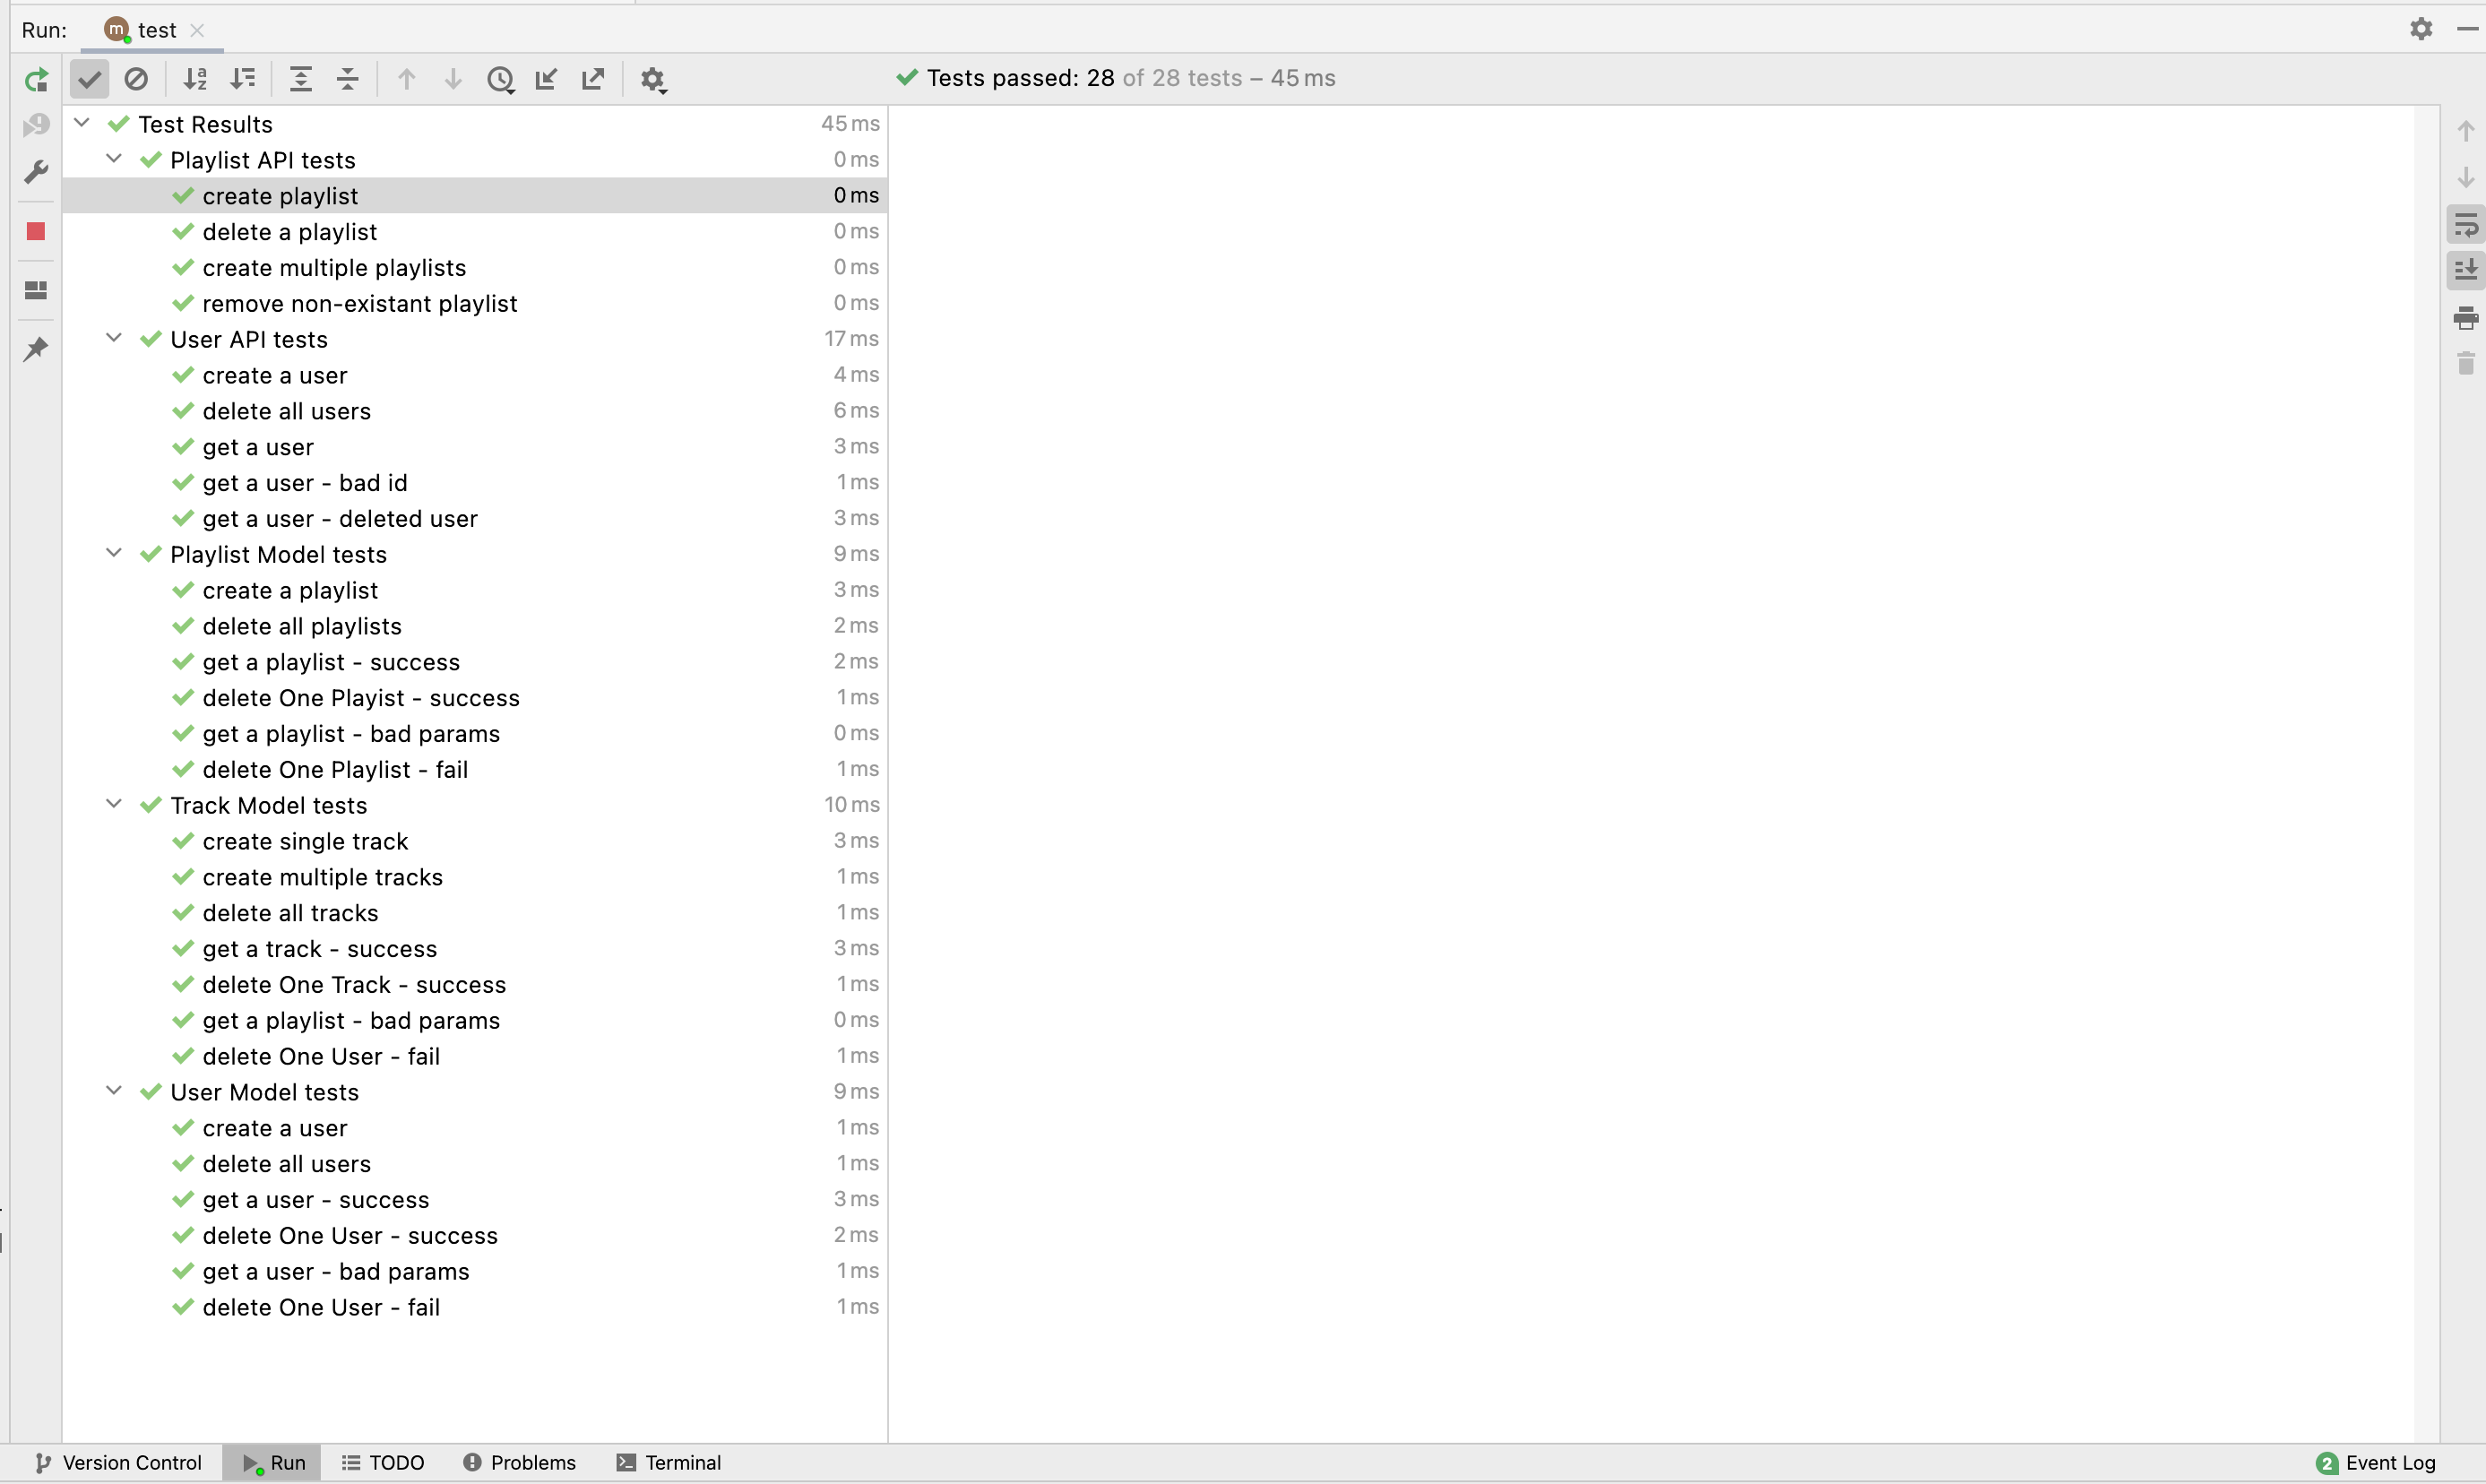 Run: m test
Tests passed: 28 of 28 tests – 45 ms
Test Results 45 ms
Playlist API tests 0 ms
create playlist 0 ms
delete a playlist 0 ms
create multiple playlists 0 ms
remove non-existant playlist 0 ms
User API tests 17 ms
create a user 4 ms
delete all users 6 ms
get a user 3 ms
get a user - bad id 1 ms
get a user - deleted user 3 ms
Playlist Model tests 9 ms
create a playlist 3 ms
delete all playlists 2 ms
get a playlist - success 2 ms
delete One Playist - success 1 ms
get a playlist - bad params 0 ms
delete One Playlist - fail 1 ms
Track Model tests 10 ms
create single track 3 ms
create multiple tracks 1 ms
delete all tracks 1 ms
get a track - success 3 ms
delete One Track - success 1 ms
get a playlist - bad params 0 ms
delete One User - fail 1 ms
User Model tests 9 ms
create a user 1 ms
delete all users 1 ms
get a user - success 3 ms
delete One User - success 2 ms
get a user - bad params 1 ms
delete One User - fail 1 ms
Version Control Run TODO Problems Terminal 2 Event Log